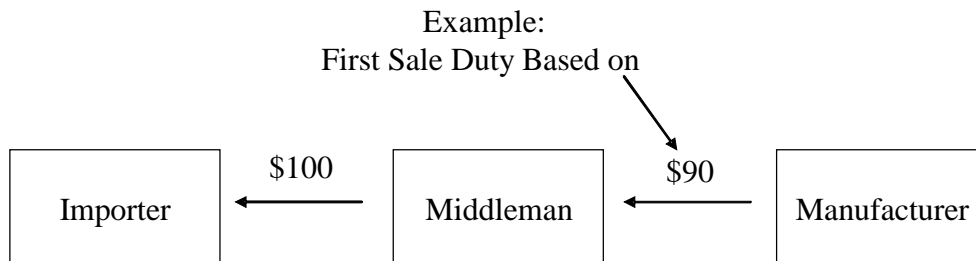 Example:
First Sale Duty Based on
$100
$90
Importer
Middleman
Manufacturer